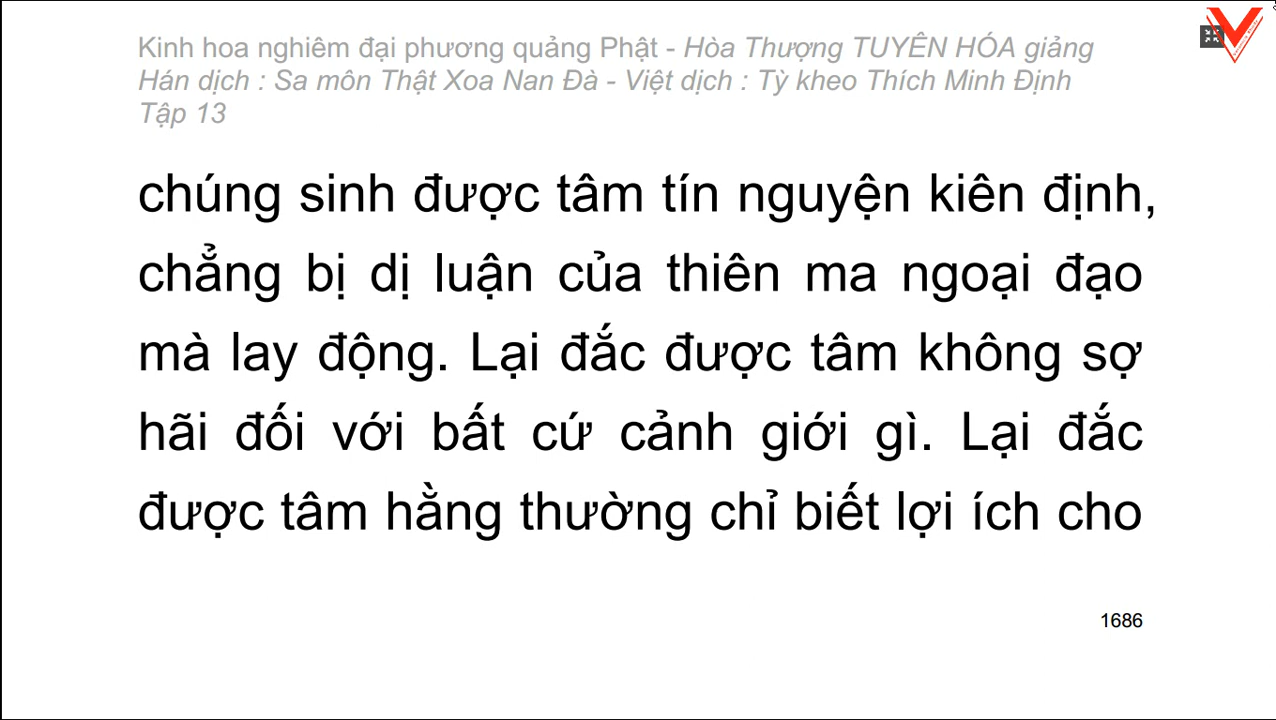 Kinh hoa nghiêm đại phương quảng Phật - Hòa Thượng TUYÊN HÓA giảng
Hán dịch : Sa môn Thật Xoa Nan Đà - Việt dịch : Tỳ kheo Thích Minh Định
Tập 13
chúng sinh được tâm tín nguyện kiên định,
chẳng bị dị luận của thiên ma ngoại đạo
mà lay động. Lại đắc được tâm không sợ
hãi đối với bất cứ cảnh giới gì. Lại đắc
được tâm hằng thường chỉ biết lợi ích cho
1686